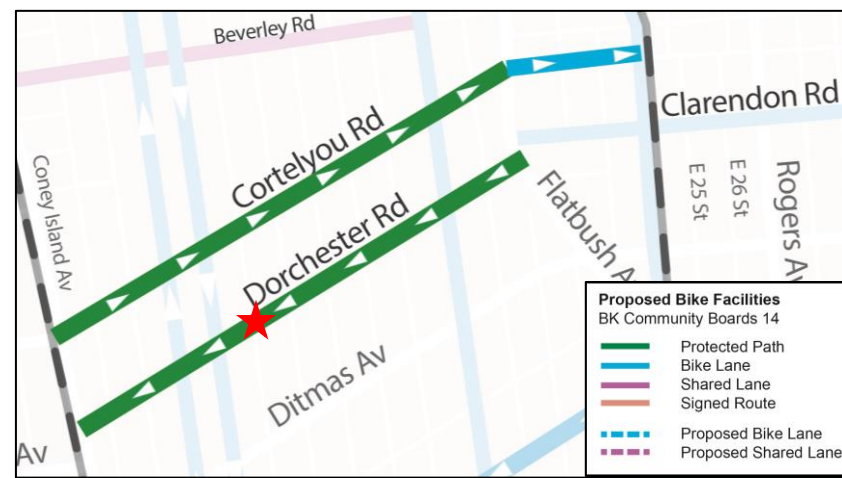 Beverley Rd
Cortelyou Rd
Clarendon Rd
Coney Island Av
Dorchester Rd
Flatbush A
E 25 St
E 26 St
Rogers Av
Ditmas Av
Av
Proposed Bike Facilities
BK Community Boards 14
Protected Path
Bike Lane
Shared Lane
Signed Route
Proposed Bike Lane
Proposed Shared Lane